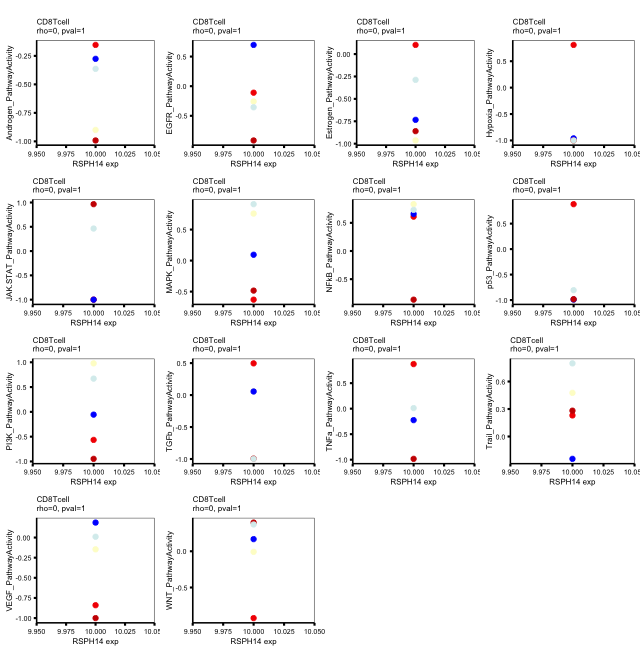 CD8Tcell
rho=0, pval=1
Androgen_PathwayActivity
-0.25
-0.50
-0.75
-1.00
9.950 9.975 10.000 10.025 10.05
RSPH14 exp
CD8Tcell
rho=0, pval=1
EGFR_PathwayActivity
0.5
0.0
-0.5
9.950 9.975 10.000 10.025 10.050
RSPH14 exp
CD8Tcell
rho=0, pval=1
Estrogen_PathwayActivity
0.00
-0.25
-0.50
-0.75
-1.00
9.950 9.975 10.000 10.025 10.05
RSPH14 exp
CD8Tcell
rho=0, pval=1
Hypoxia_PathwayActivity
0.5
0.0
-0.5
-1.0
9.950 9.975 10.000 10.025 10.050
RSPH14 exp
CD8Tcell
rho=0, pval=1
JAK.STAT_PathwayActivity
1.0
0.5
0.0
-0.5
-1.0
9.950 9.975 10.000 10.025 10.05
RSPH14 exp
CD8Tcell
rho=0, pval=1
MAPK_PathwayActivity
0.5
0.0
-0.5
9.950 9.975 10.000 10.025 10.050
RSPH14 exp
CD8Tcell
rho=0, pval=1
NFkB_PathwayActivity
0.5
0.0
-0.5
9.950 9.975 10.000 10.025 10.050
RSPH14 exp
CD8Tcell
rho=0, pval=1
p53_PathwayActivity
0.5
0.0
-0.5
-1.0
9.950 9.975 10.000 10.025 10.050
RSPH14 exp
CD8Tcell
rho=0, pval=1
PI3K_PathwayActivity
1.0
0.5
0.0
-0.5
-1.0
9.950 9.975 10.000 10.025 10.05
RSPH14 exp
CD8Tcell
rho=0, pval=1
TGFb_PathwayActivity
0.5
0.0
-0.5
-1.0
9.950 9.975 10.000 10.025 10.050
RSPH14 exp
CD8Tcell
rho=0, pval=1
TNFa_PathwayActivity
0.5
0.0
-0.5
-1.0
9.950 9.975 10.000 10.025 10.050
RSPH14 exp
CD8Tcell
rho=0, pval=1
Trail_PathwayActivity
0.6
0.3
0.0
9.950 9.975 10.000 10.025 10.050
RSPH14 exp
CD8Tcell
rho=0, pval=1
VEGF_PathwayActivity
0.00
-0.25
-0.50
-0.75
-1.00
9.950 9.975 10.000 10.025 10.05
RSPH14 exp
CD8Tcell
rho=0, pval=1
WNT_PathwayActivity
0.0
-0.5
9.950 9.975 10.000 10.025 10.050
RSPH14 exp